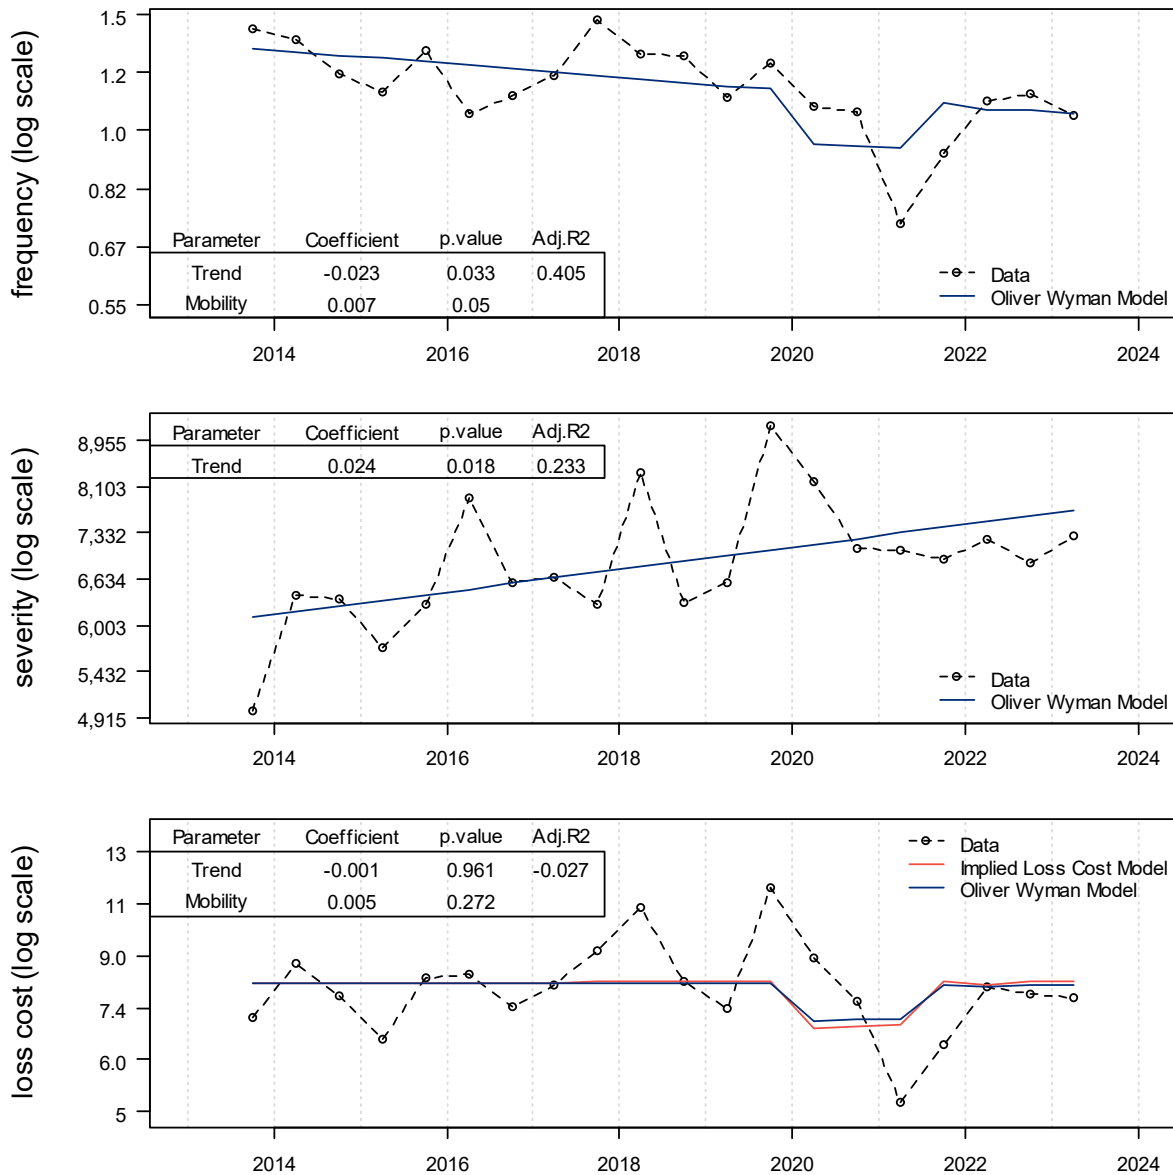 frequency (log scale)
1.5
1.2
1.0
0.82
0.67
0.55
Parameter Coefficient p.value Adj.R2
Trend -0.023 0.033 0.405
Mobility 0.007 0.05
Data
Oliver Wyman Model
2014 2016 2018 2020 2022 2024
severity (log scale)
8,955
8,103
7,332
6,634
6,003
5,432
4,915
Parameter Coefficient p.value Adj.R2
Trend 0.024 0.018 0.233
Data
Oliver Wyman Model
2014 2016 2018 2020 2022 2024
loss cost (log scale)
13
11
9.0
7.4
6.0
5
Parameter Coefficient p.value Adj.R2
Trend -0.001 0.961 -0.027
Mobility 0.005 0.272
Data
Implied Loss Cost Model
Oliver Wyman Model
2014 2016 2018 2020 2022 2024